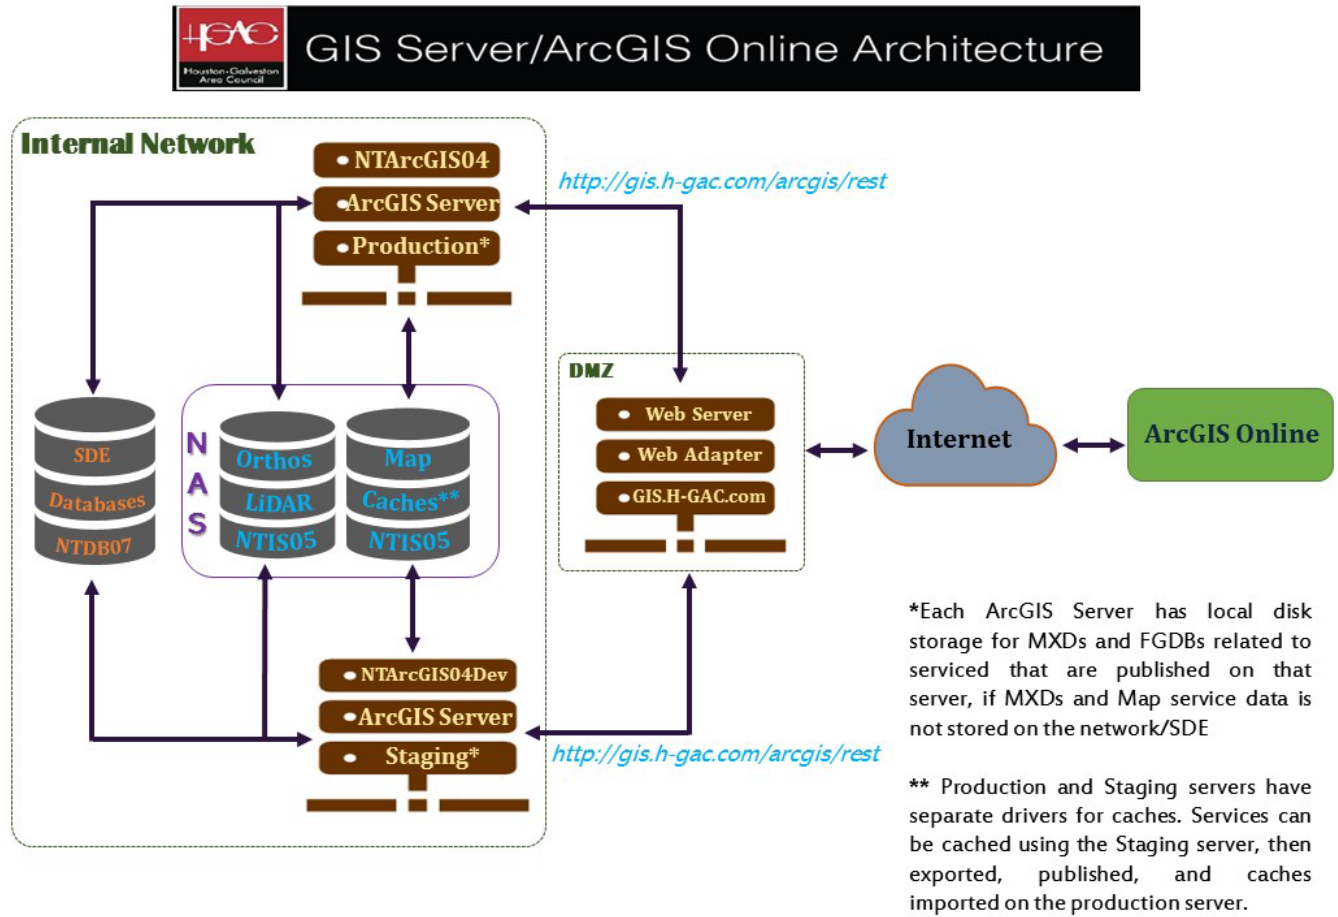 HGAC
Houston-Galveston
Area Council
GIS Server/ArcGIS Online Architecture
Internal Network
NTArcGIS04
ArcGIS Server
Production*
http://gis.h-gac.com/arcgis/rest
DMZ
Web Server
Web Adapter
GIS.H-GAC.com
Internet
ArcGIS Online
SDE
Databases
NTDB07
N
A
S
Orthos
LiDAR
NTIS05
Map
Caches**
NTIS05
NTArcGIS04Dev
ArcGIS Server
Staging*
http://gis.h-gac.com/arcgis/rest
*Each ArcGIS Server has local disk
storage for MXDs and FGDBs related to
serviced that are published on that
server, if MXDs and Map service data is
not stored on the network/SDE
** Production and Staging servers have
separate drivers for caches. Services can
be cached using the Staging server, then
exported, published, and caches
imported on the production server.